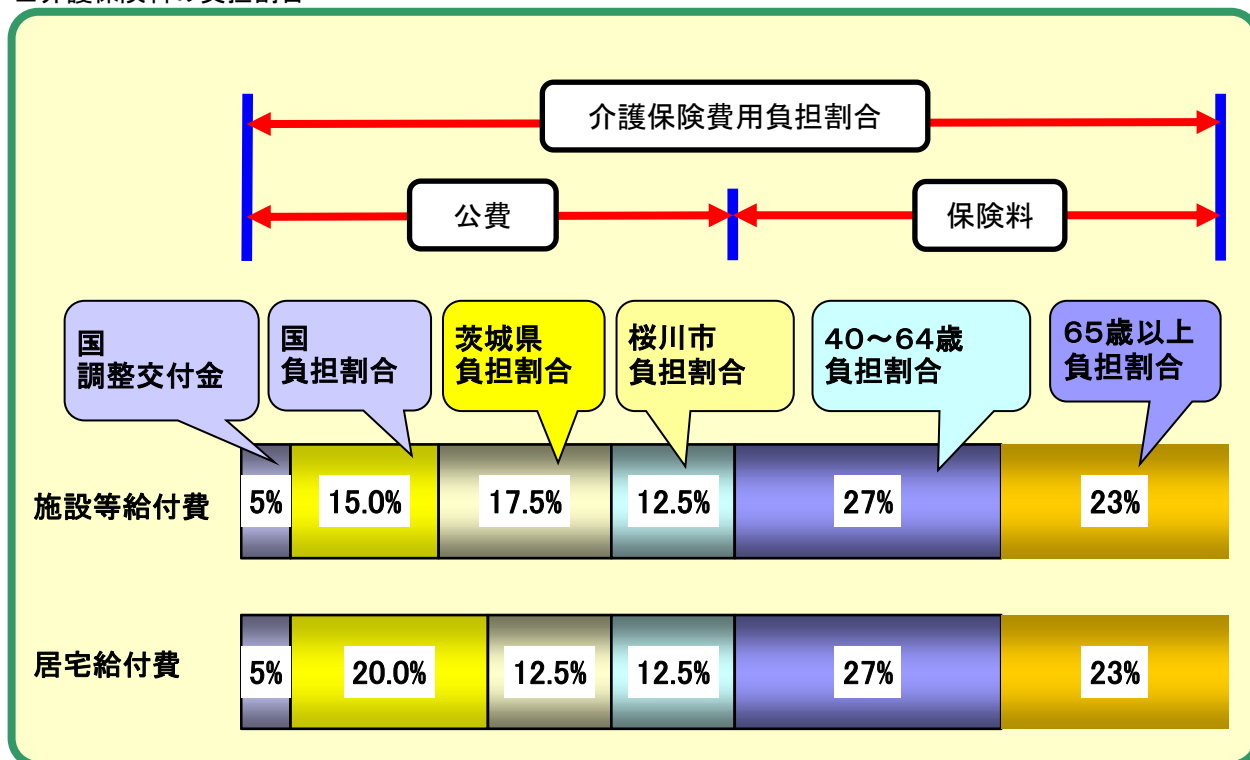 介護保険費用負担割合
公費
保険料
国
調整交付金
国
負担割合
茨城県
負担割合
桜川市
負担割合
40～64歳
負担割合
65歳以上
負担割合
施設等給付費
5%
15.0%
17.5%
12.5%
27%
23%
居宅給付費
5%
20.0%
12.5%
12.5%
27%
23%